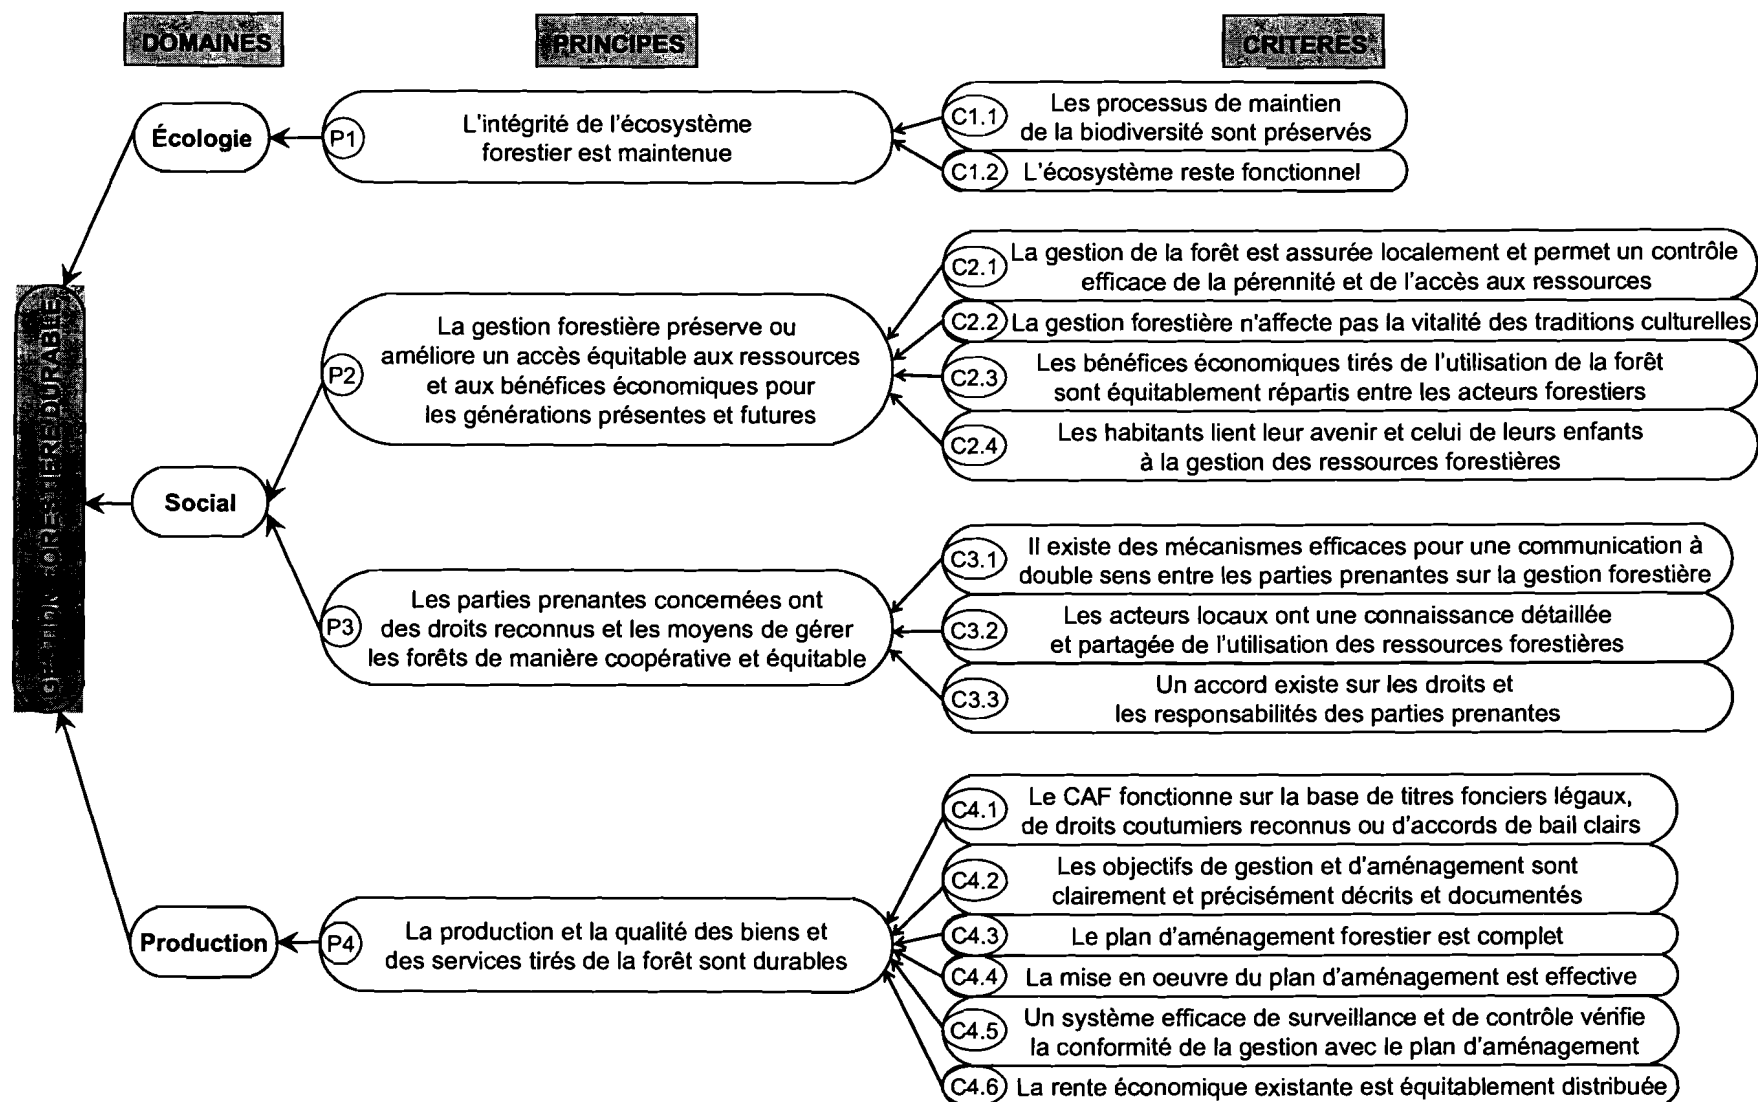 DOMAINES
PRINCIPES
CRITERES
GESTION FORESTIERE DURABLE
Écologie
P1
L'intégrité de l'écosystème
forestier est maintenue
C1.1
Les processus de maintien
de la biodiversité sont préservés
C1.2
L'écosystème reste fonctionnel
Social
P2
La gestion forestière préserve ou
améliore un accès équitable aux ressources
et aux bénéfices économiques pour
les générations présentes et futures
C2.1
La gestion de la forêt est assurée localement et permet un contrôle
efficace de la pérennité et de l'accès aux ressources
C2.2
La gestion forestière n'affecte pas la vitalité des traditions culturelles
C2.3
Les bénéfices économiques tirés de l'utilisation de la forêt
sont équitablement répartis entre les acteurs forestiers
C2.4
Les habitants lient leur avenir et celui de leurs enfants
à la gestion des ressources forestières
P3
Les parties prenantes concernées ont
des droits reconnus et les moyens de gérer
les forêts de manière coopérative et équitable
C3.1
Il existe des mécanismes efficaces pour une communication à
double sens entre les parties prenantes sur la gestion forestière
C3.2
Les acteurs locaux ont une connaissance détaillée
et partagée de l'utilisation des ressources forestières
C3.3
Un accord existe sur les droits et
les responsabilités des parties prenantes
Production
P4
La production et la qualité des biens et
des services tirés de la forêt sont durables
C4.1
Le CAF fonctionne sur la base de titres fonciers légaux,
de droits coutumiers reconnus ou d'accords de bail clairs
C4.2
Les objectifs de gestion et d'aménagement sont
clairement et précisément décrits et documentés
C4.3
Le plan d'aménagement forestier est complet
C4.4
La mise en oeuvre du plan d'aménagement est effective
C4.5
Un système efficace de surveillance et de contrôle vérifie
la conformité de la gestion avec le plan d'aménagement
C4.6
La rente économique existante est équitablement distribuée